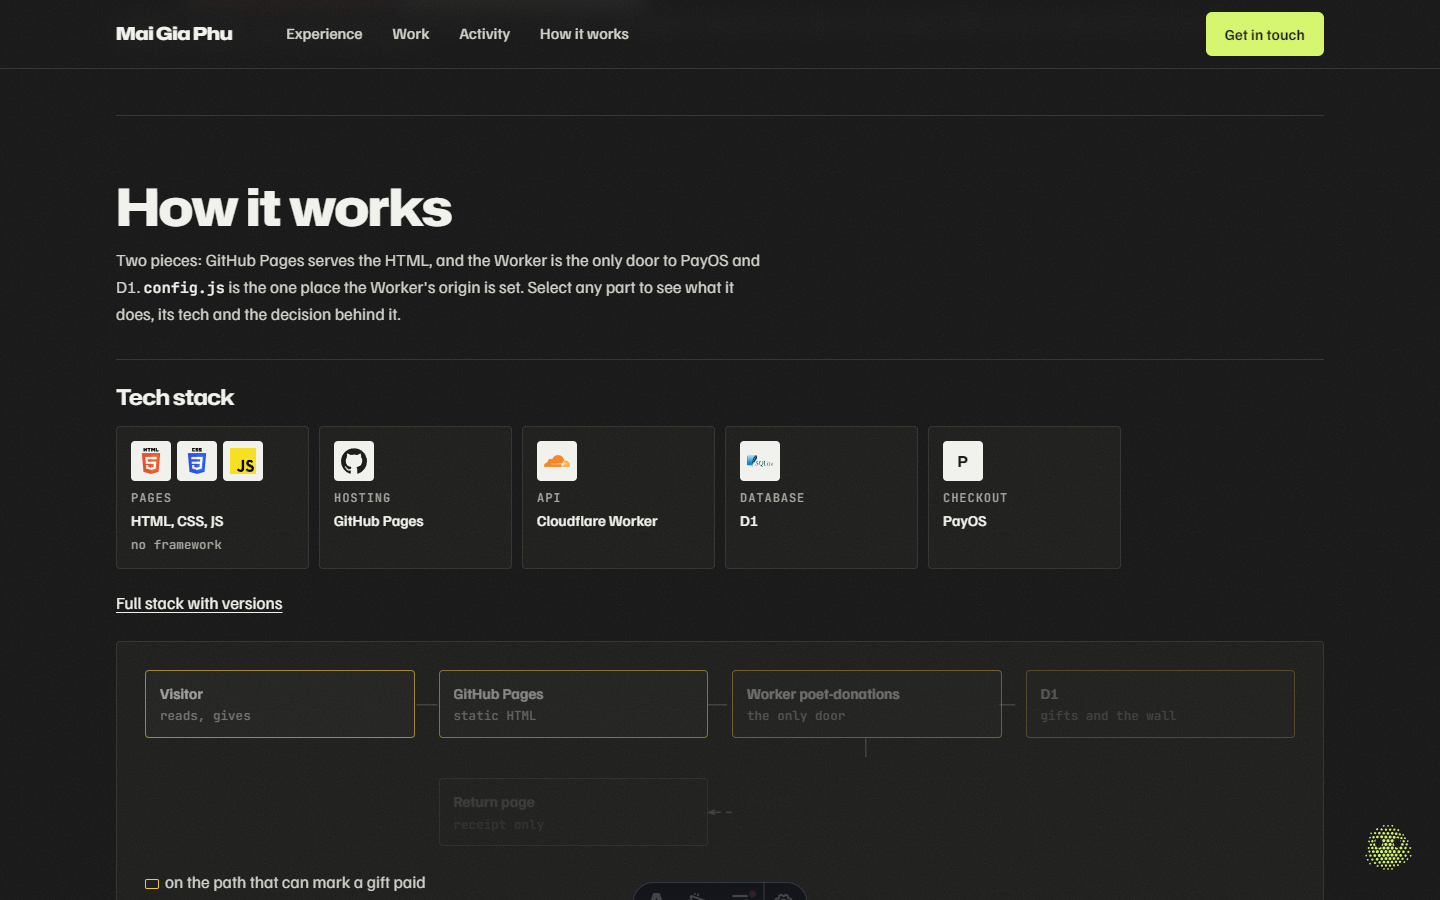 Mai Gia Phu
Experience
Work
Activity
How it works
Get in touch
How it works
Two pieces: GitHub Pages serves the HTML, and the Worker is the only door to PayOS and
D1. config.js is the one place the Worker's origin is set. Select any part to see what it
does, its tech and the decision behind it.
Tech stack
HTML
5
CSS
3
JS
PAGES
HTML, CSS, JS
no framework
HOSTING
GitHub Pages
API
Cloudflare Worker
SQLite
DATABASE
D1
P
CHECKOUT
PayOS
Full stack with versions
Visitor
reads, gives
GitHub Pages
static HTML
Worker poet-donations
the only door
D1
gifts and the wall
Return page
receipt only
on the path that can mark a gift paid